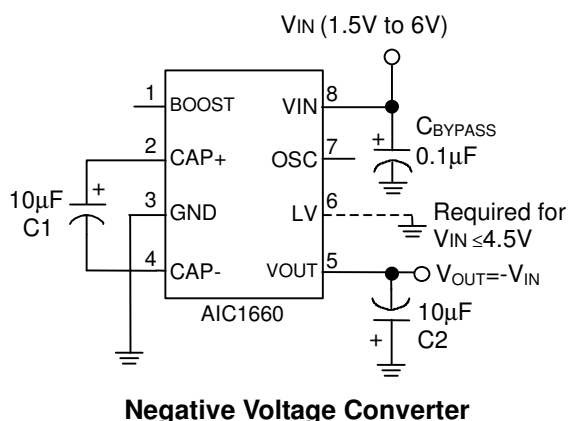 VIN (1.5V to 6V)
1 BOOST VIN 8
2 CAP+ OSC 7
3 GND LV 6
4 CAP- VOUT 5
AIC1660
+
CBYPASS
0.1µF
10µF
C1
+
Required for
VIN ≤4.5V
VOUT=-VIN
10µF
C2
+
Negative Voltage Converter